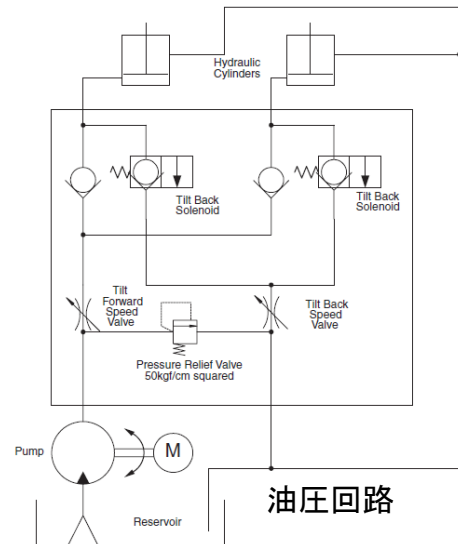 Hydraulic
Cylinders
Tilt Back
Solenoid
Tilt Back
Solenoid
Tilt
Forward
Speed
Valve
Tilt Back
Speed
Valve
Pressure Relief Valve
50kgf/cm squared
Pump
M
Reservoir
油圧回路